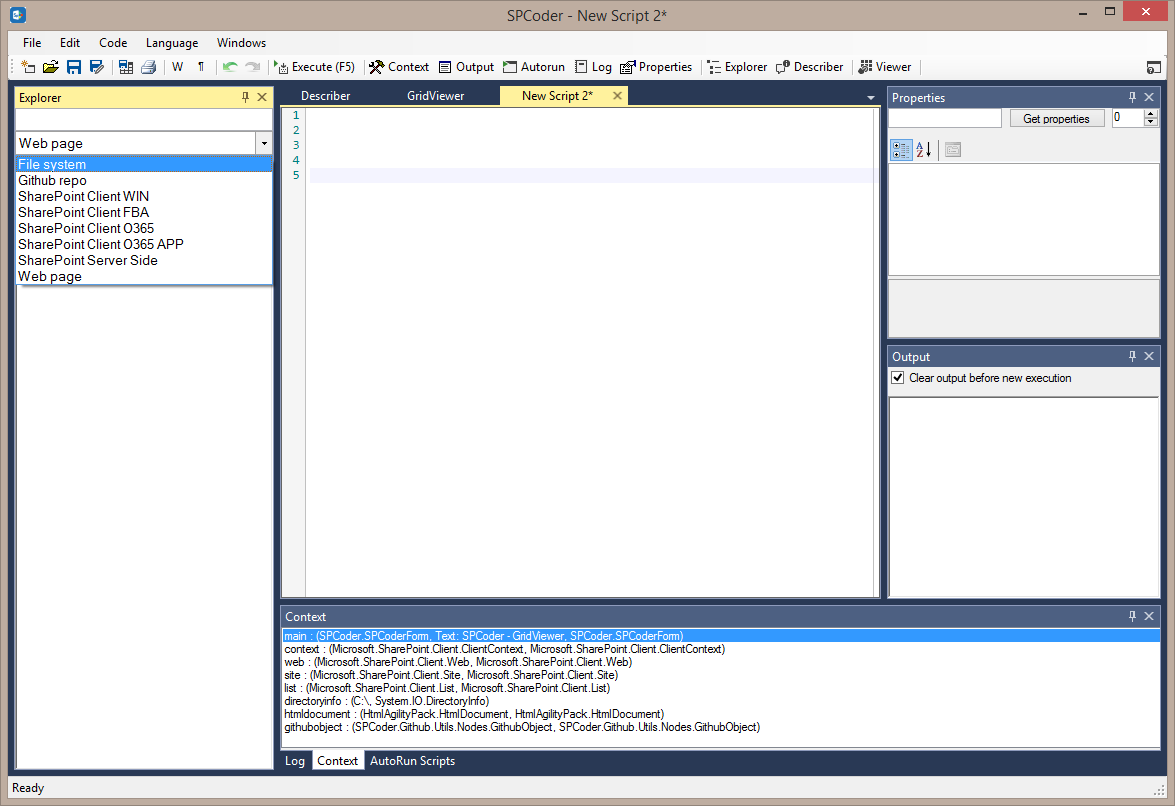 SPCoder - New Script 2*
File Edit Code Language Windows
W ¶ Execute (F5) Context Output Autorun Log Properties Explorer Describer Viewer
Explorer
Web page
File system
Github repo
SharePoint Client WIN
SharePoint Client FBA
SharePoint Client O365
SharePoint Client O365 APP
SharePoint Server Side
Web page
Describer GridViewer New Script 2*
1
2
3
4
5
Properties
Get properties 0
Output
Clear output before new execution
Context
main : (SPCoder.SPCoderForm, Text: SPCoder - GridViewer, SPCoder.SPCoderForm)
context : (Microsoft.SharePoint.Client.ClientContext, Microsoft.SharePoint.Client.ClientContext)
web : (Microsoft.SharePoint.Client.Web, Microsoft.SharePoint.Client.Web)
site : (Microsoft.SharePoint.Client.Site, Microsoft.SharePoint.Client.Site)
list : (Microsoft.SharePoint.Client.List, Microsoft.SharePoint.Client.List)
directoryinfo : (C:\, System.IO.DirectoryInfo)
htmldocument : (HtmlAgilityPack.HtmlDocument, HtmlAgilityPack.HtmlDocument)
githubobject : (SPCoder.Github.Utils.Nodes.GithubObject, SPCoder.Github.Utils.Nodes.GithubObject)
Log Context AutoRun Scripts
Ready